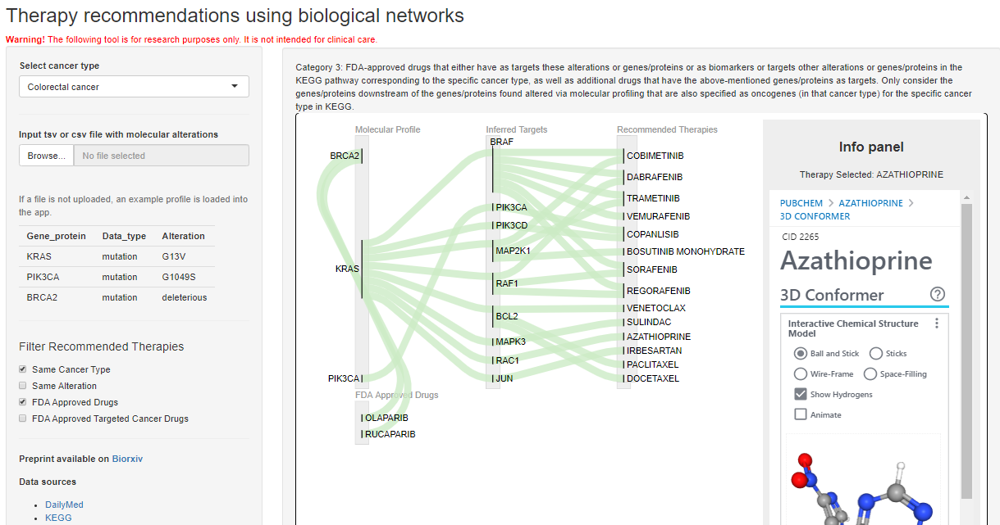 Therapy recommendations using biological networks
Warning! The following tool is for research purposes only. It is not intended for clinical care.
Select cancer type
Colorectal cancer
Input tsv or csv file with molecular alterations
Browse... No file selected
If a file is not uploaded, an example profile is loaded into
the app.
Gene_protein Data_type Alteration
KRAS mutation G13V
PIK3CA mutation G1049S
BRCA2 mutation deleterious
Filter Recommended Therapies
Same Cancer Type
Same Alteration
FDA Approved Drugs
FDA Approved Targeted Cancer Drugs
Preprint available on Biorxiv
Data sources
DailyMed
KEGG
Category 3: FDA-approved drugs that either have as targets these alterations or genes/proteins or as biomarkers or targets other alterations or genes/proteins in the
KEGG pathway corresponding to the specific cancer type, as well as additional drugs that have the above-mentioned genes/proteins as targets. Only consider the
genes/proteins downstream of the genes/proteins found altered via molecular profiling that are also specified as oncogenes (in that cancer type) for the specific cancer
type in KEGG.
Molecular Profile
BRCA2
KRAS
PIK3CA
FDA Approved Drugs
OLAPARIB
RUCAPARIB
Inferred Targets
BRAF
PIK3CA
PIK3CD
MAP2K1
RAF1
BCL2
MAPK3
RAC1
JUN
Recommended Therapies
COBIMETINIB
DABRAFENIB
TRAMETINIB
VEMURAFENIB
COPANLISIB
BOSUTINIB MONOHYDRATE
SORAFENIB
REGORAFENIB
VENETOCLAX
SULINDAC
AZATHIOPRINE
IRBESARTAN
PACLITAXEL
DOCETAXEL
Info panel
Therapy Selected: AZATHIOPRINE
PUBCHEM > AZATHIOPRINE >
3D CONFORMER
CID 2265
Azathioprine
3D Conformer ?
Interactive Chemical Structure
Model
Ball and Stick Sticks
Wire-Frame Space-Filling
Show Hydrogens
Animate